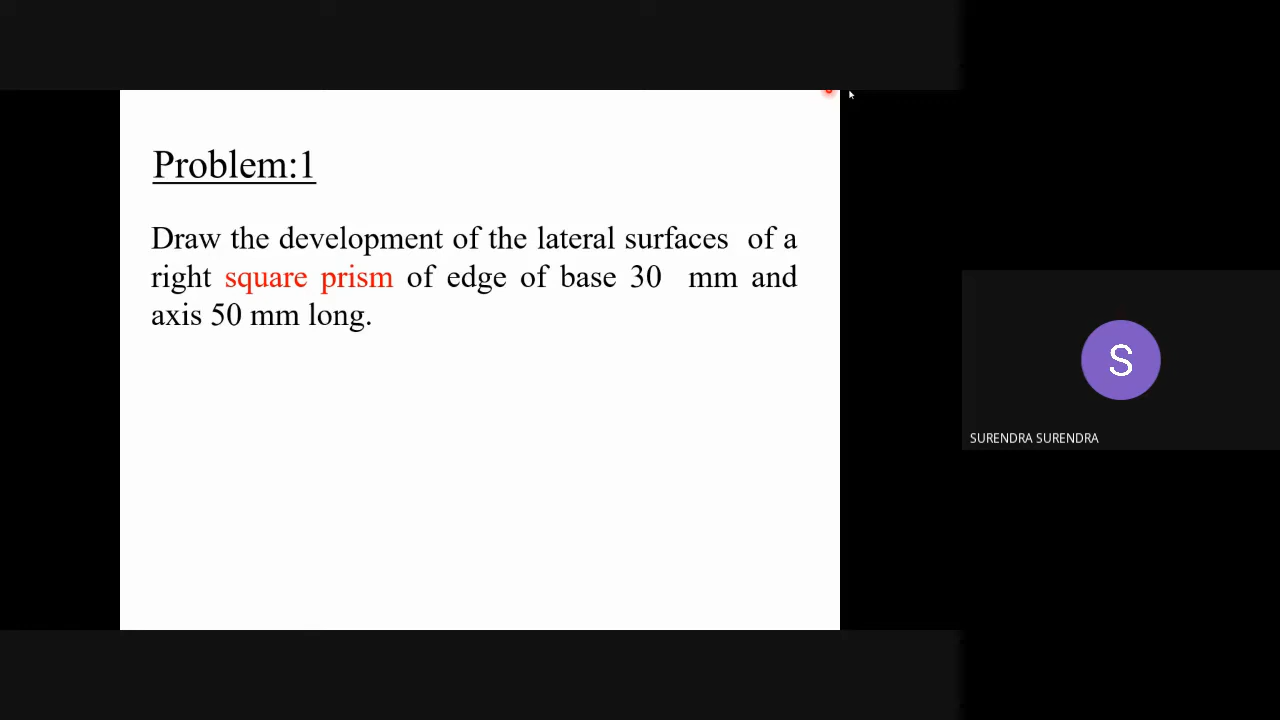 Problem:1
Draw the development of the lateral surfaces of a
right square prism of edge of base 30 mm and
axis 50 mm long.
S
SURENDRA SURENDRA